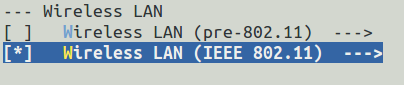 --- Wireless LAN
[ ]   Wireless LAN (pre-802.11)  --->
[*]   Wireless LAN (IEEE 802.11)  --->